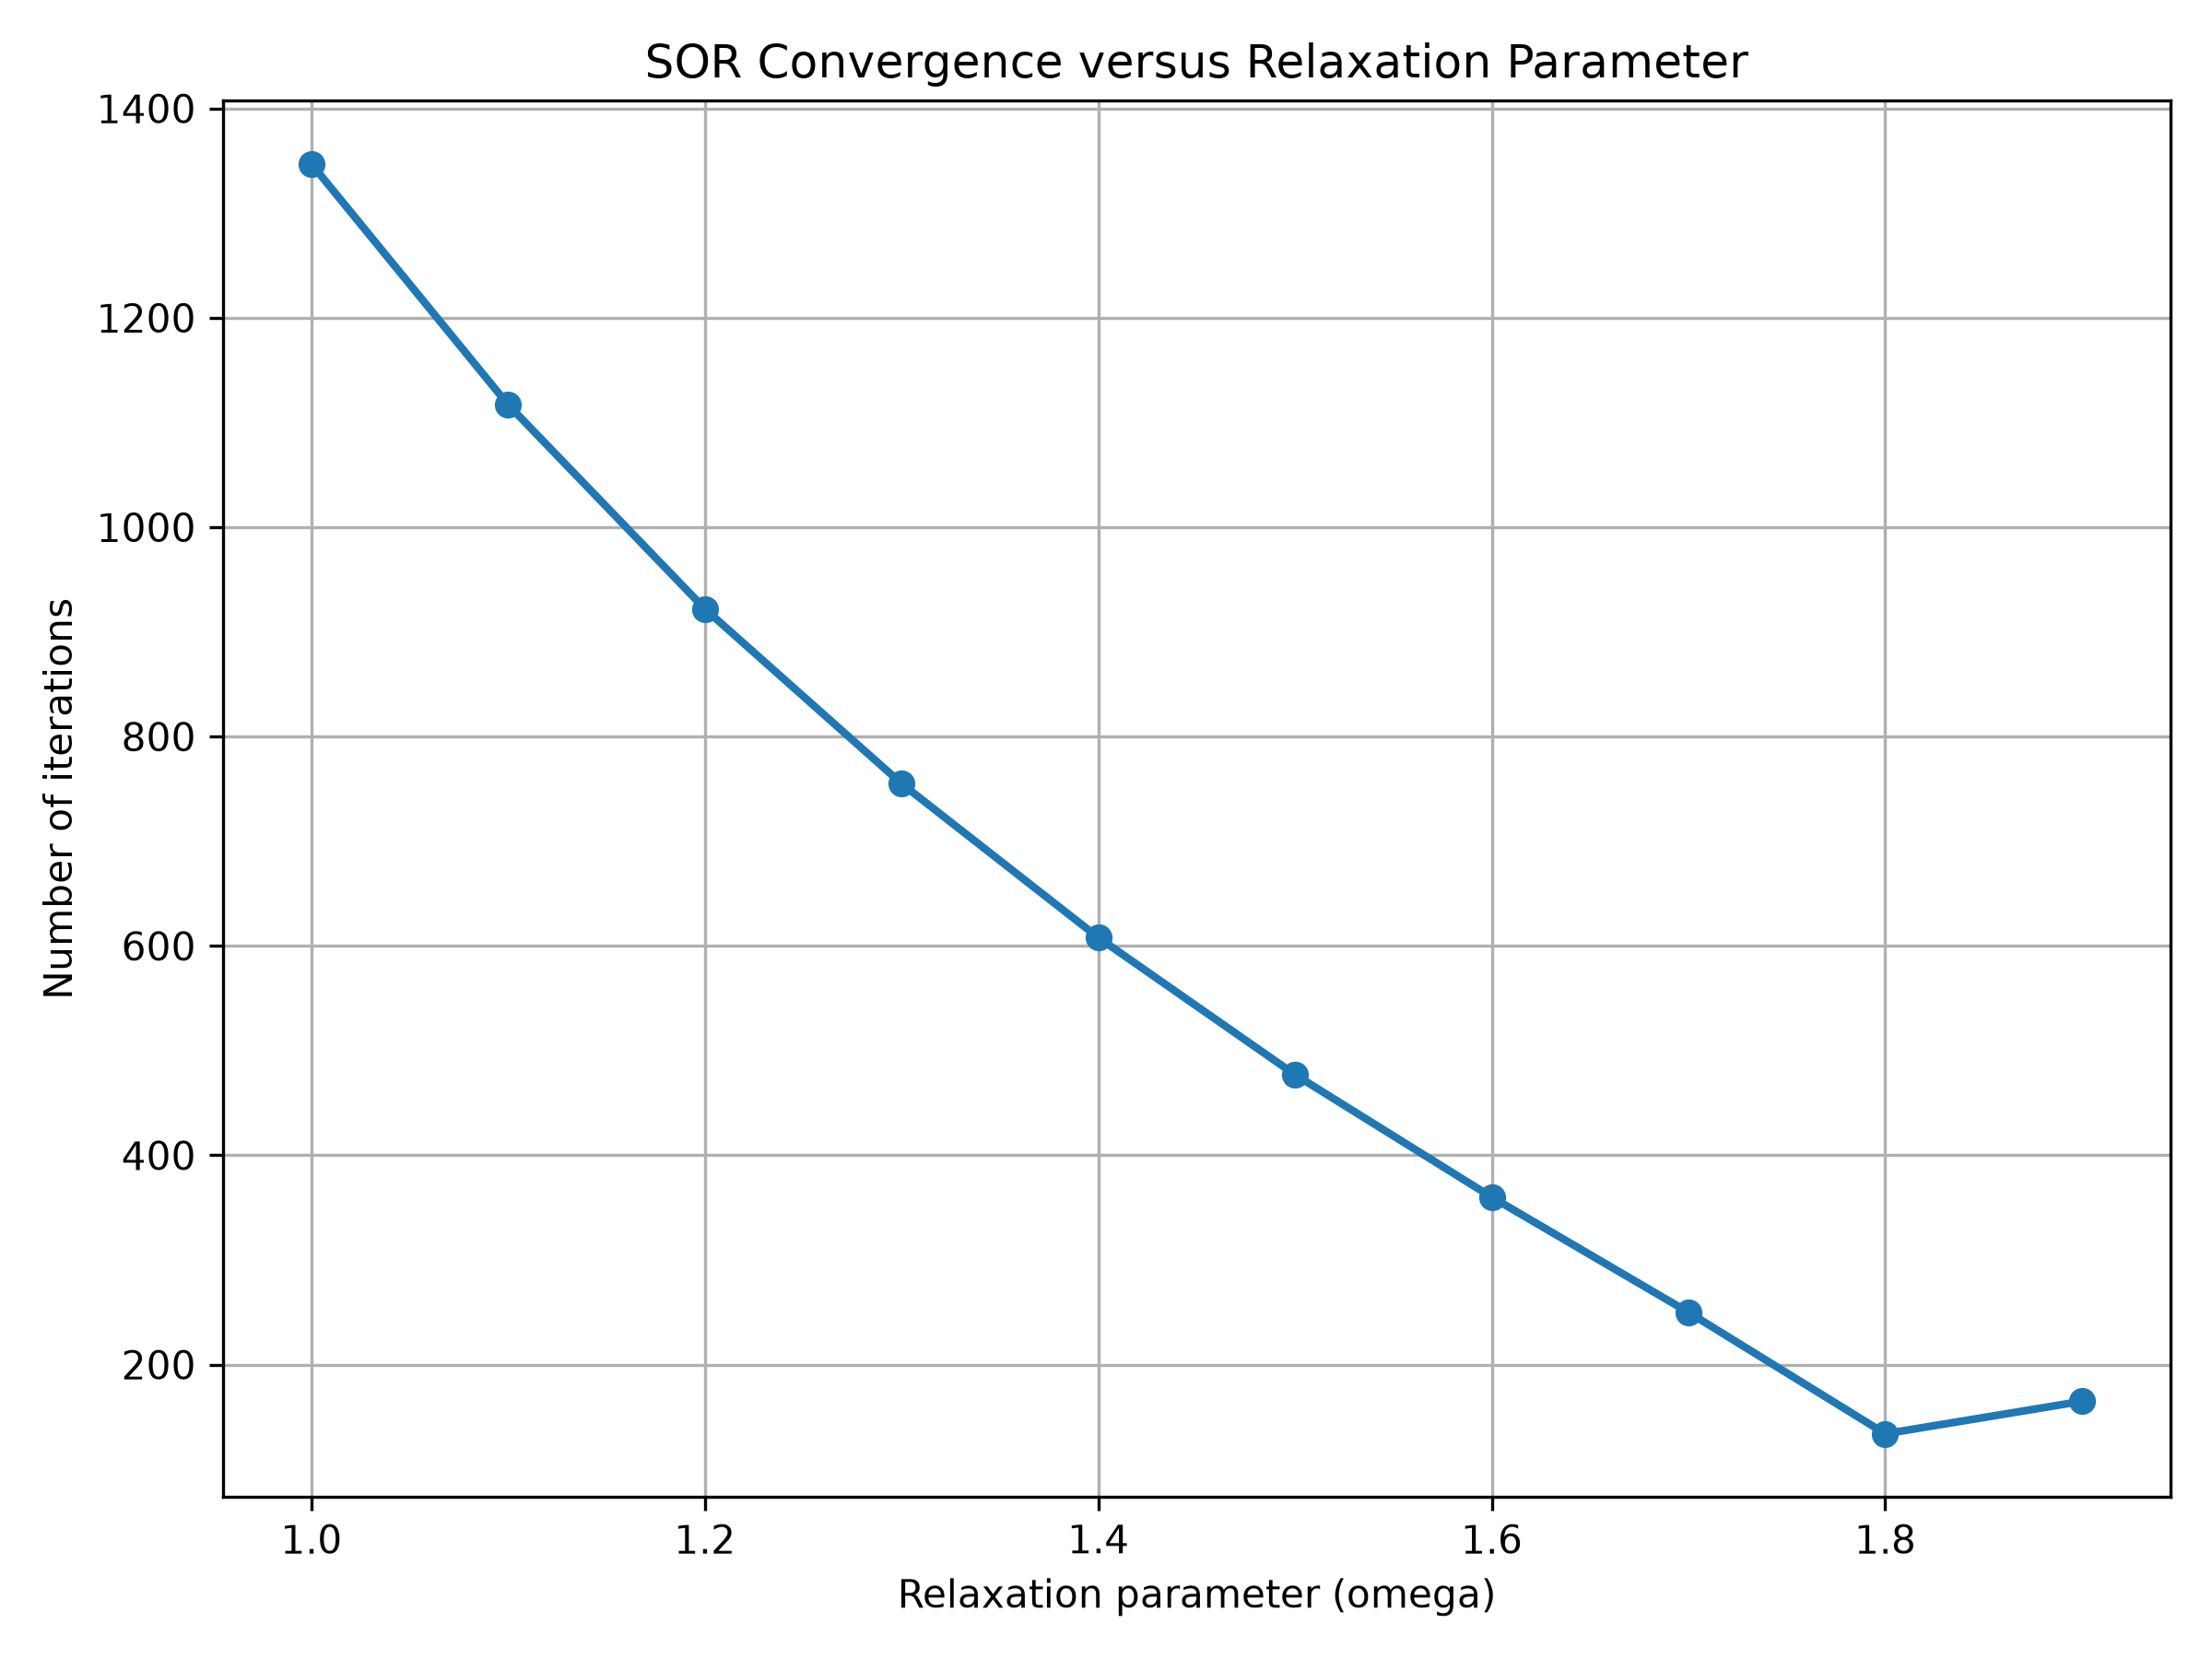 SOR Convergence versus Relaxation Parameter
1400
1200
1000
800
600
400
200
Number of iterations
1.0 1.2 1.4 1.6 1.8
Relaxation parameter (omega)